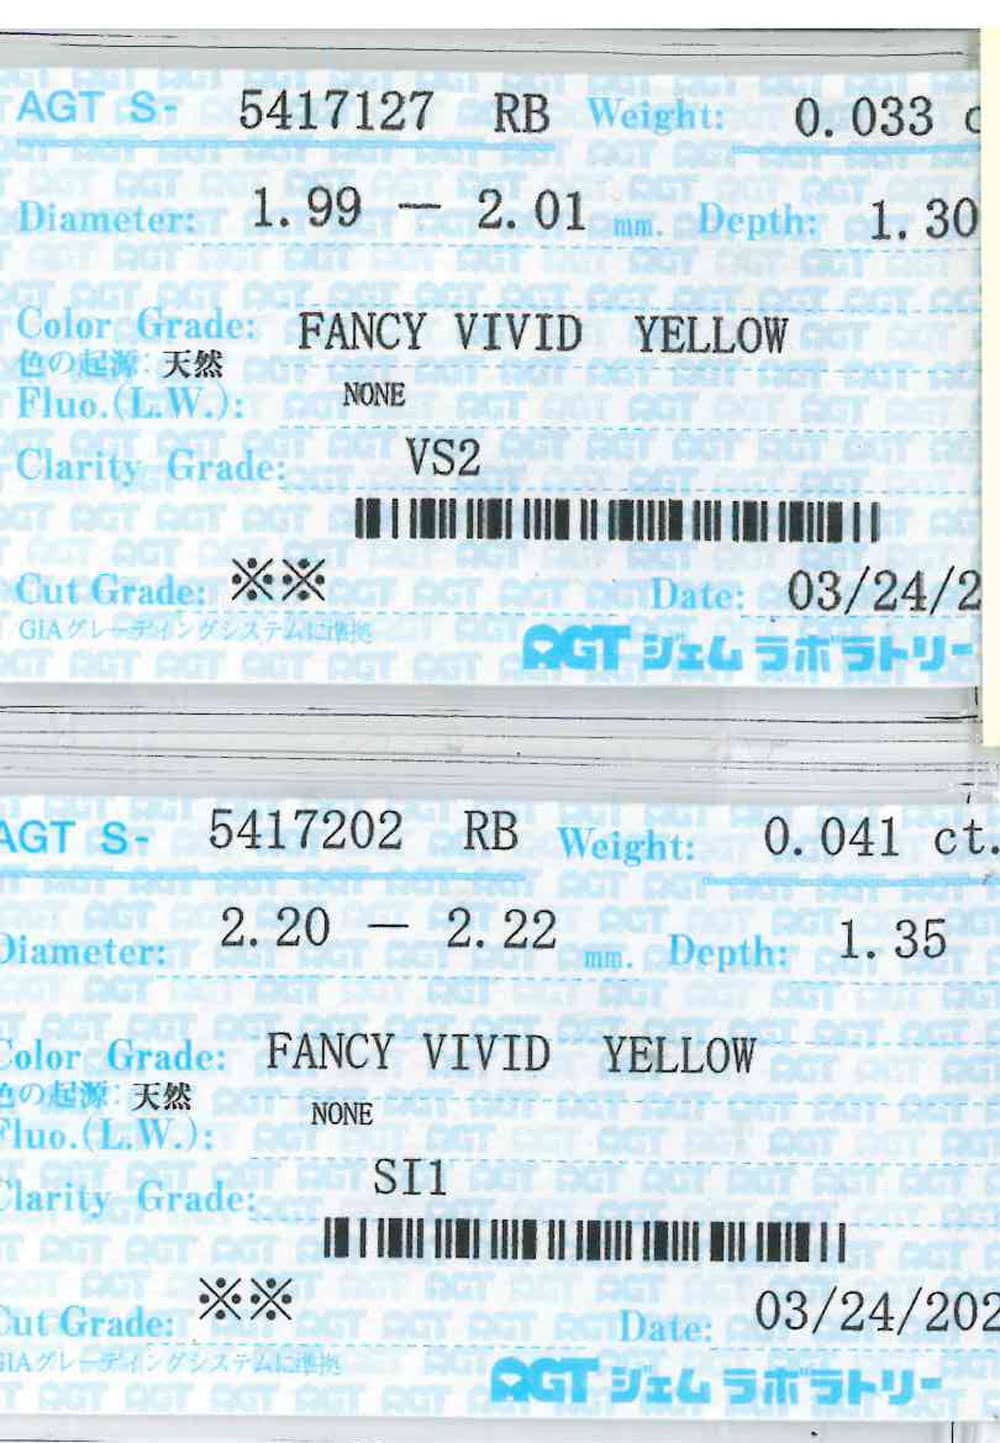 AGT S- 5417127 RB Weight: 0.033 c
Diameter: 1.99 — 2.01 mm. Depth: 1.30
Color Grade: FANCY VIVID YELLOW
色の起源: 天然
Fluo.(L.W.): NONE
Clarity Grade: VS2
Cut Grade: ※※ Date: 03/24/2
GIAグレーディングシステムに準拠
AGT ジェム ラボラトリー
AGT S- 5417202 RB Weight: 0.041 ct.
Diameter: 2.20 — 2.22 mm. Depth: 1.35
Color Grade: FANCY VIVID YELLOW
色の起源: 天然
Fluo.(L.W.): NONE
Clarity Grade: SI1
Cut Grade: ※※ Date: 03/24/202
GIAグレーディングシステムに準拠
AGT ジェム ラボラトリー